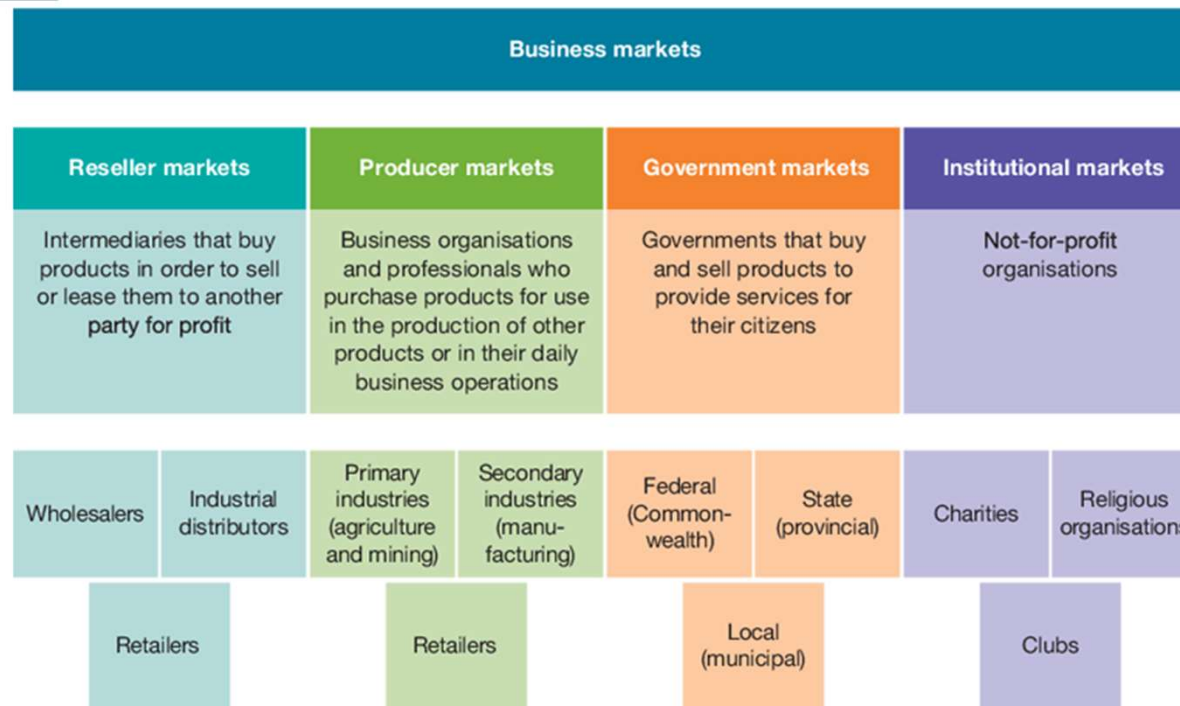 Business markets
Reseller markets
Intermediaries that buy
products in order to sell
or lease them to another
party for profit
Producer markets
Business organisations
and professionals who
purchase products for use
in the production of other
products or in their daily
business operations
Government markets
Governments that buy
and sell products to
provide services for
their citizens
Institutional markets
Not-for-profit
organisations
Wholesalers
Industrial
distributors
Retailers
Primary
industries
(agriculture
and mining)
Secondary
industries
(manu-
facturing)
Retailers
Federal
(Common-
wealth)
State
(provincial)
Local
(municipal)
Charities
Religious
organisations
Clubs